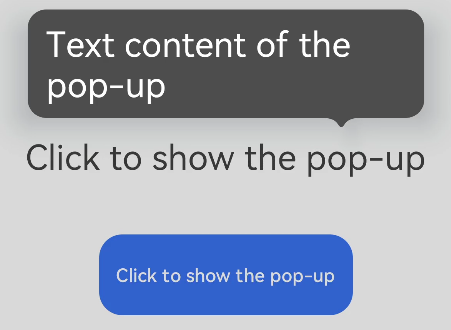 Text content of the
pop-up
Click to show the pop-up
Click to show the pop-up